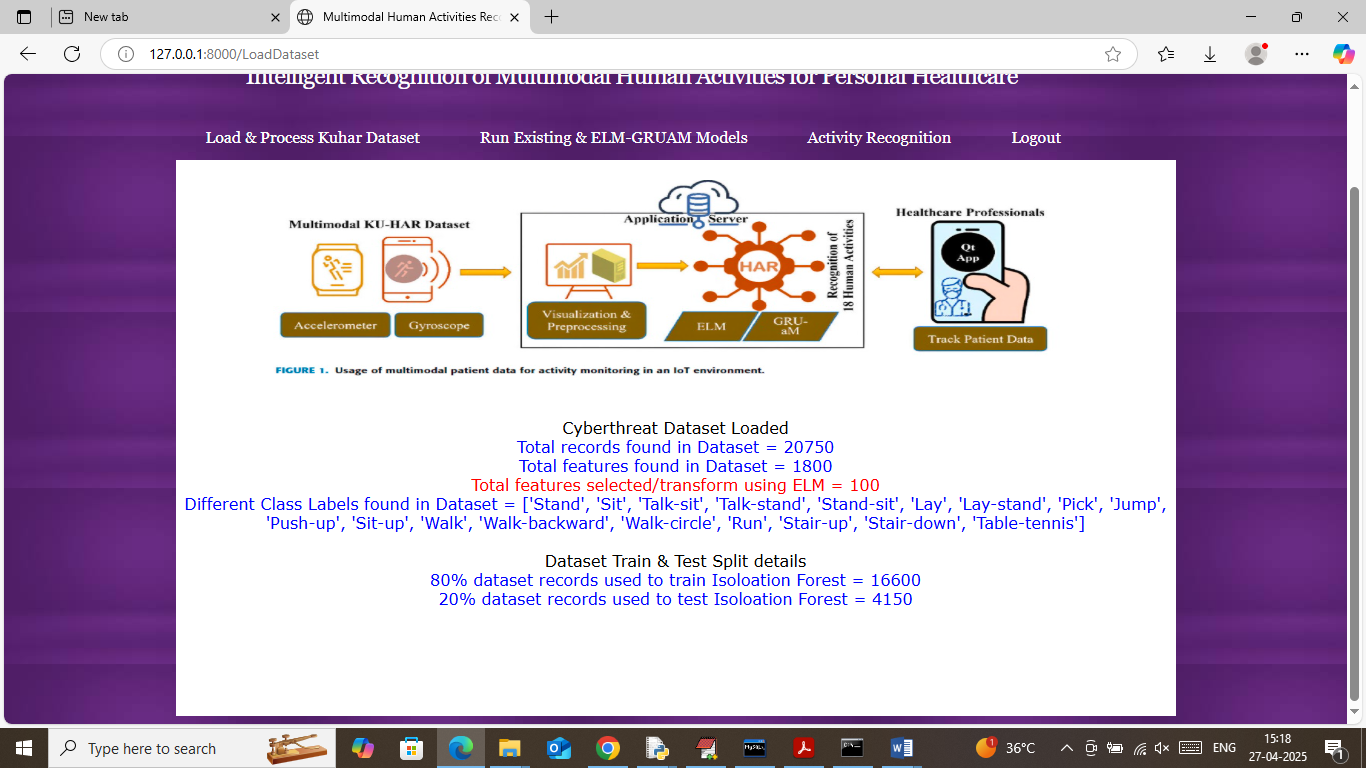 New tab
Multimodal Human Activities Rec
127.0.0.1:8000/LoadDataset
Intelligent Recognition of Multimodal Human Activities for Personal Healthcare
Load & Process Kuhar Dataset
Run Existing & ELM-GRUAM Models
Activity Recognition
Logout
Multimodal KU-HAR Dataset
Accelerometer
Gyroscope
Application Server
Visualization &
Preprocessing
HAR
ELM
GRU-
aM
Recognition of
18 Human Activities
Healthcare Professionals
Qt
App
Track Patient Data
FIGURE 1. Usage of multimodal patient data for activity monitoring in an IoT environment.
Cyberthreat Dataset Loaded
Total records found in Dataset = 20750
Total features found in Dataset = 1800
Total features selected/transform using ELM = 100
Different Class Labels found in Dataset = ['Stand', 'Sit', 'Talk-sit', 'Talk-stand', 'Stand-sit', 'Lay', 'Lay-stand', 'Pick', 'Jump',
'Push-up', 'Sit-up', 'Walk', 'Walk-backward', 'Walk-circle', 'Run', 'Stair-up', 'Stair-down', 'Table-tennis']
Dataset Train & Test Split details
80% dataset records used to train Isoloation Forest = 16600
20% dataset records used to test Isoloation Forest = 4150
Type here to search
1
36°C
ENG
15:18
27-04-2025
1